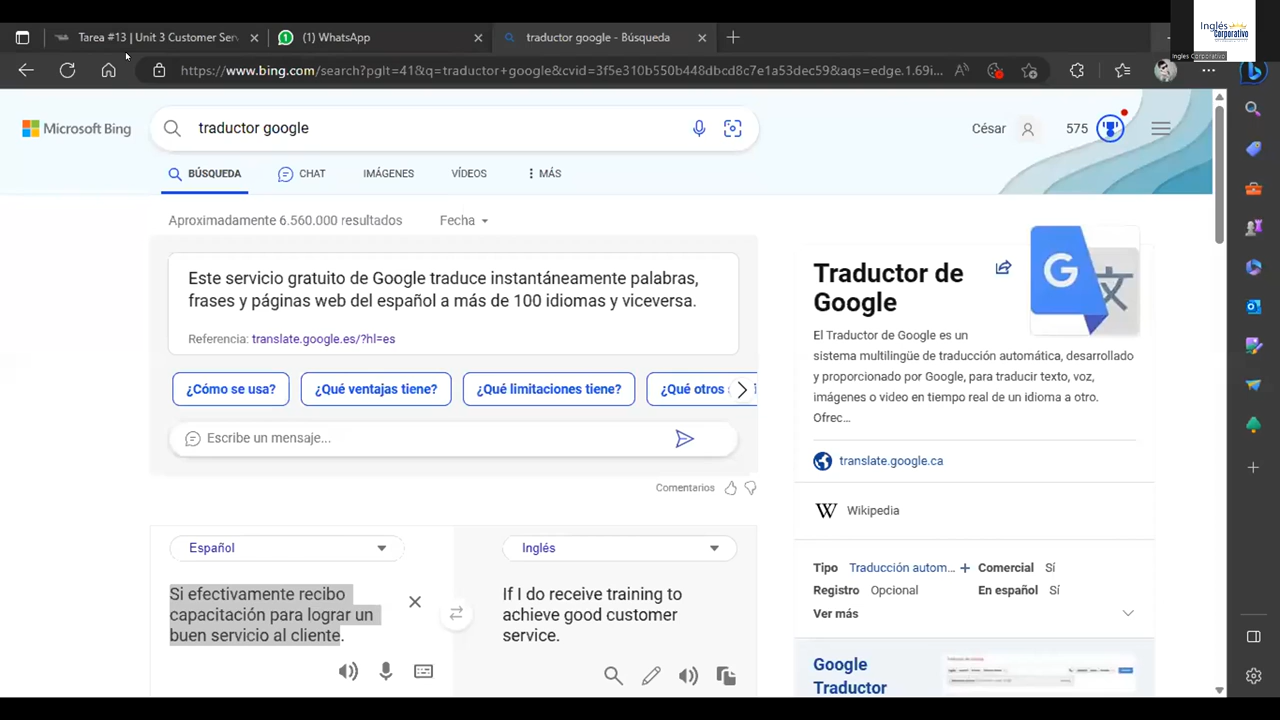 Tarea #13 | Unit 3 Customer Serv
(1) WhatsApp
traductor google - Búsqueda
Inglés
Corporativo
Ingles Corporativo
https://www.bing.com/search?pglt=41&q=traductor+google&cvid=3f5e310b550b448dbcd8c7e1a53dec59&aqs=edge.1.69i...
Microsoft Bing
traductor google
César
575
BÚSQUEDA
CHAT
IMÁGENES
VÍDEOS
MÁS
Aproximadamente 6.560.000 resultados
Fecha
Este servicio gratuito de Google traduce instantáneamente palabras,
frases y páginas web del español a más de 100 idiomas y viceversa.
Referencia: translate.google.es/?hl=es
¿Cómo se usa?
¿Qué ventajas tiene?
¿Qué limitaciones tiene?
¿Qué otros
Escribe un mensaje...
Comentarios
Español
Inglés
Si efectivamente recibo
capacitación para lograr un
buen servicio al cliente.
If I do receive training to
achieve good customer
service.
Traductor de
Google
El Traductor de Google es un
sistema multilingüe de traducción automática, desarrollado
y proporcionado por Google, para traducir texto, voz,
imágenes o video en tiempo real de un idioma a otro.
Ofrec...
translate.google.ca
Wikipedia
Tipo Traducción autom... Comercial Sí
Registro Opcional En español Sí
Ver más
Google
Traductor